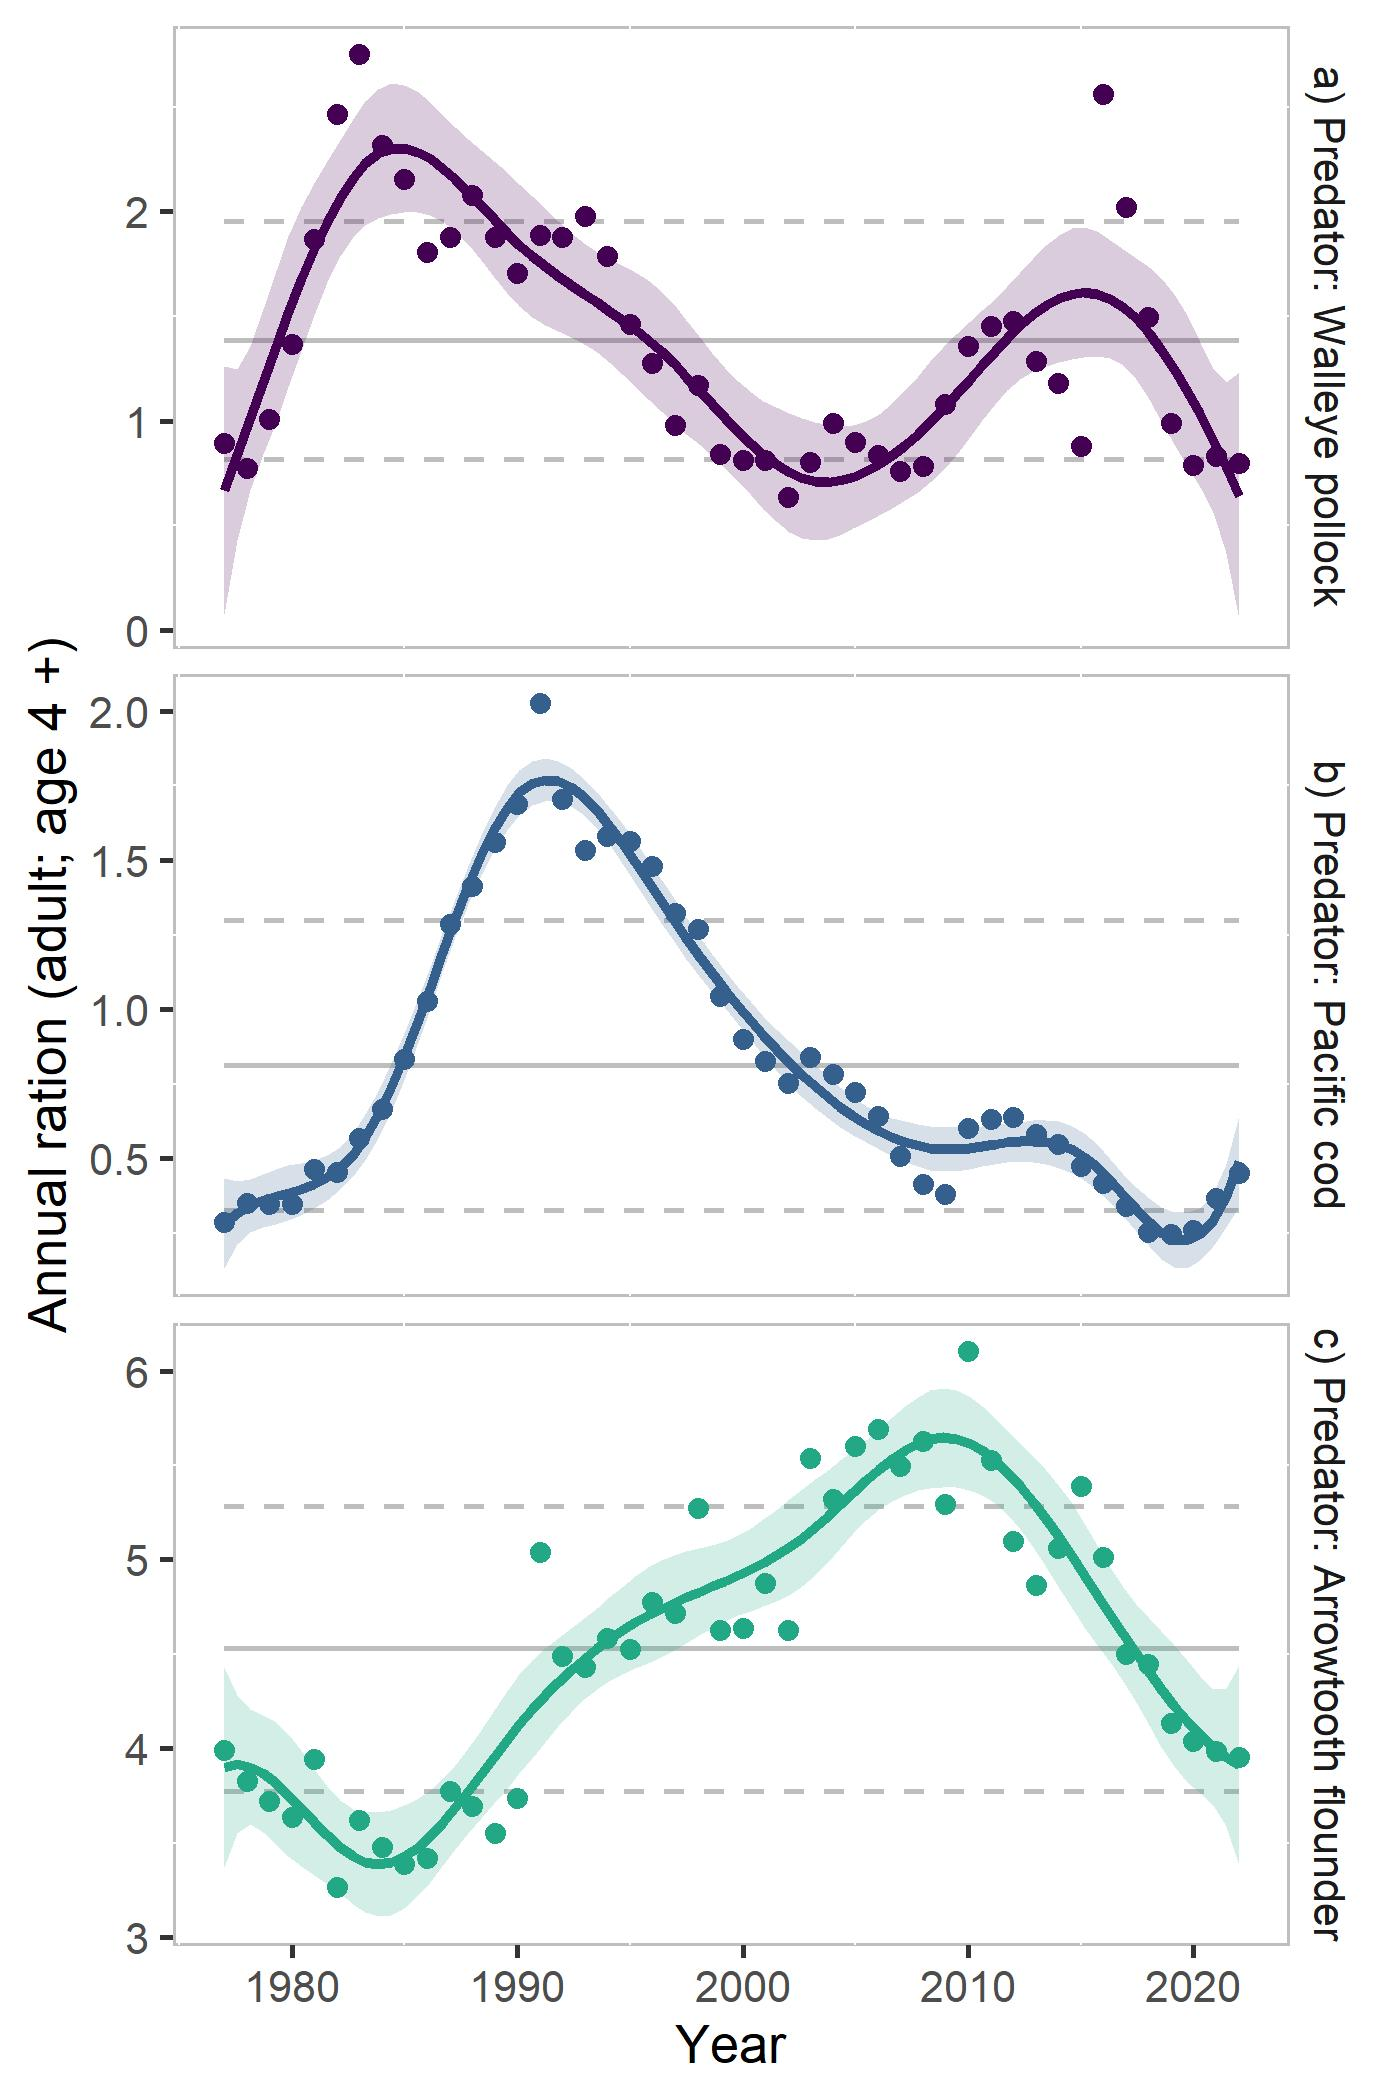 Annual ration (adult; age 4 +)
2
1
0
a) Predator: Walleye pollock
2.0
1.5
1.0
0.5
b) Predator: Pacific cod
6
5
4
3
c) Predator: Arrowtooth flounder
1980 1990 2000 2010 2020
Year